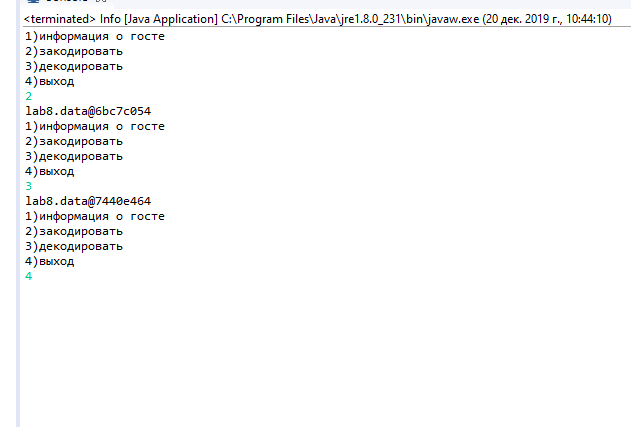 <terminated> Info [Java Application] C:\Program Files\Java\jre1.8.0_231\bin\javaw.exe (20 дек. 2019 г., 10:44:10)
1)информация о госте
2)закодировать
3)декодировать
4)выход
2
lab8.data@6bc7c054
1)информация о госте
2)закодировать
3)декодировать
4)выход
3
lab8.data@7440e464
1)информация о госте
2)закодировать
3)декодировать
4)выход
4